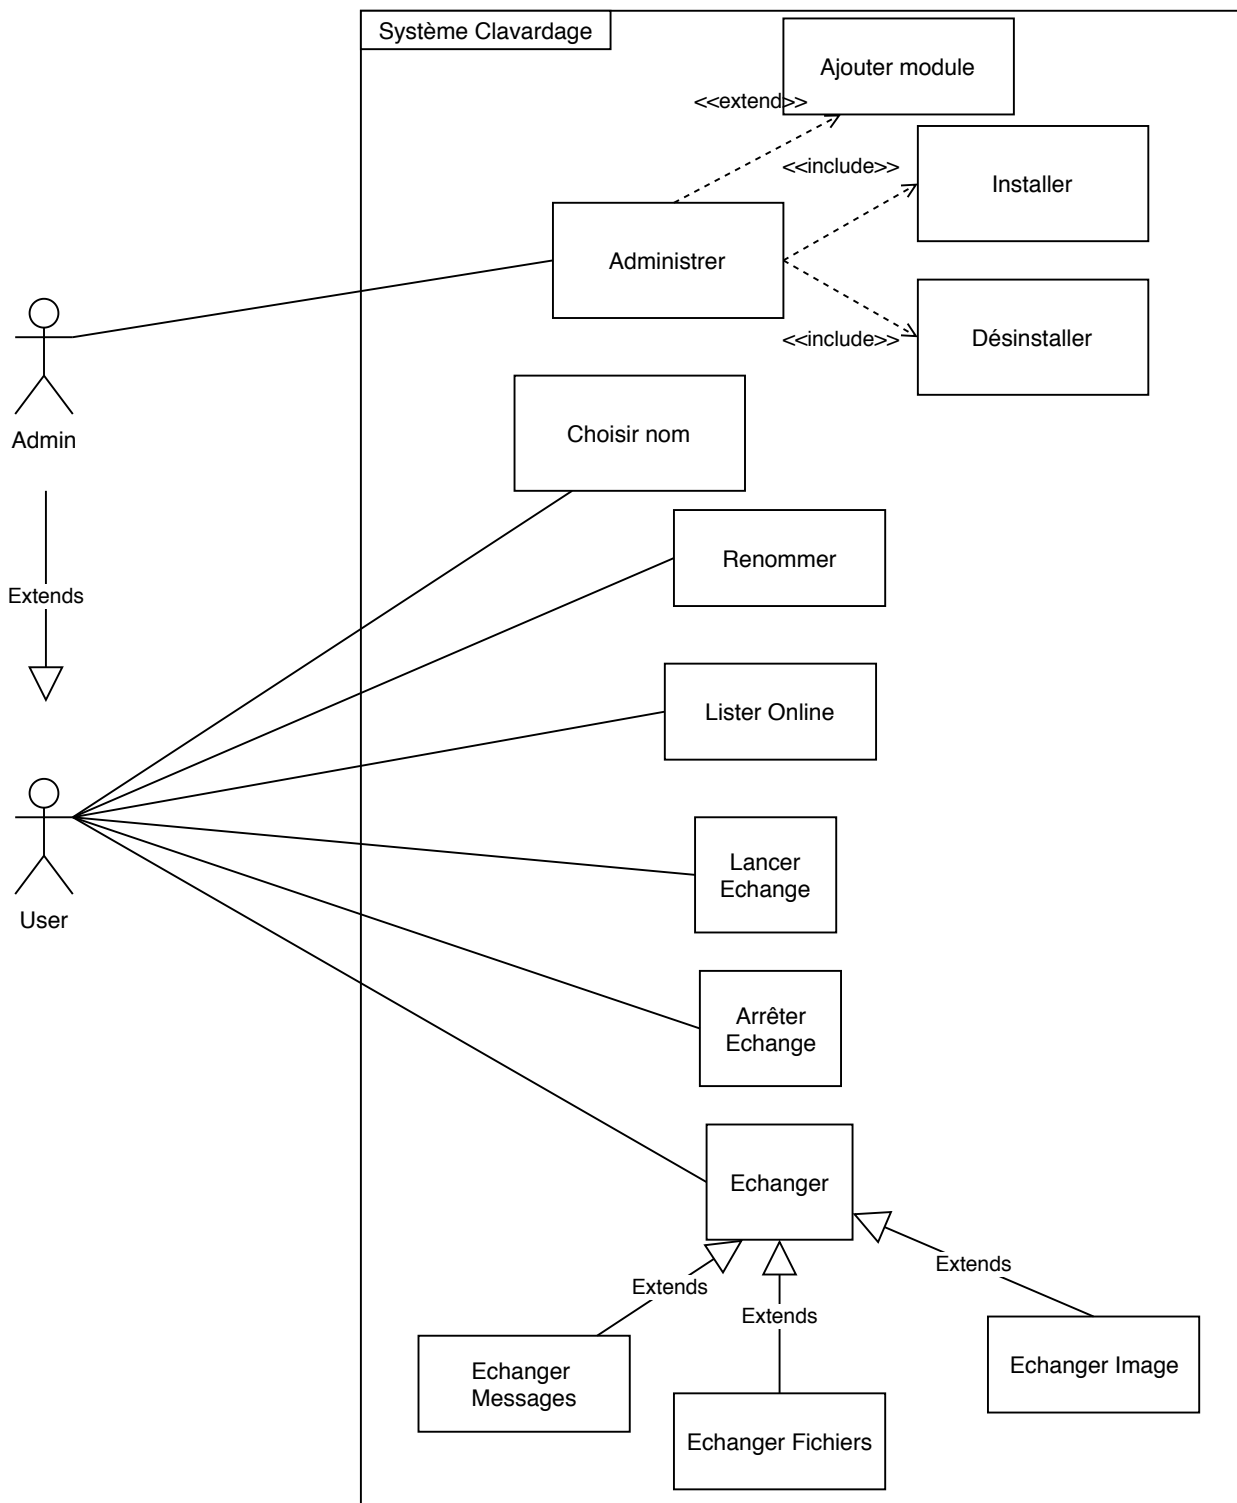 Système Clavardage
Ajouter module
<<extend>>
<<include>>
Installer
Administrer
<<include>>
Désinstaller
Admin
Choisir nom
Renommer
Extends
Lister Online
Lancer
Echange
User
Arrêter
Echange
Echanger
Extends
Extends
Extends
Echanger
Messages
Echanger Image
Echanger Fichiers